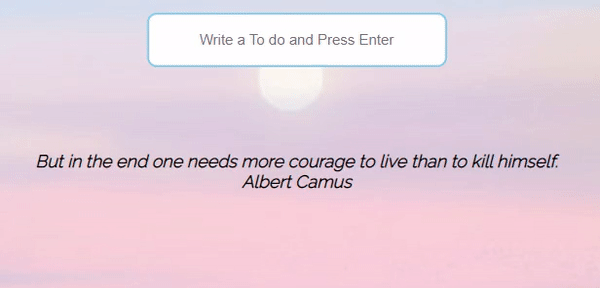 Write a To do and Press Enter
But in the end one needs more courage to live than to kill himself.
Albert Camus